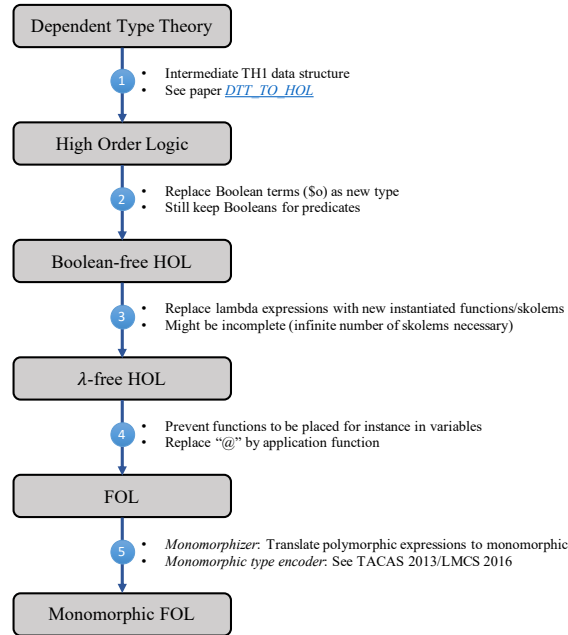 Dependent Type Theory
1
• Intermediate TH1 data structure
• See paper DTT_TO_HOL
High Order Logic
2
• Replace Boolean terms ($o) as new type
• Still keep Booleans for predicates
Boolean-free HOL
3
• Replace lambda expressions with new instantiated functions/skolems
• Might be incomplete (infinite number of skolems necessary)
λ-free HOL
4
• Prevent functions to be placed for instance in variables
• Replace “@” by application function
FOL
5
• Monomorphizer: Translate polymorphic expressions to monomorphic
• Monomorphic type encoder: See TACAS 2013/LMCS 2016
Monomorphic FOL